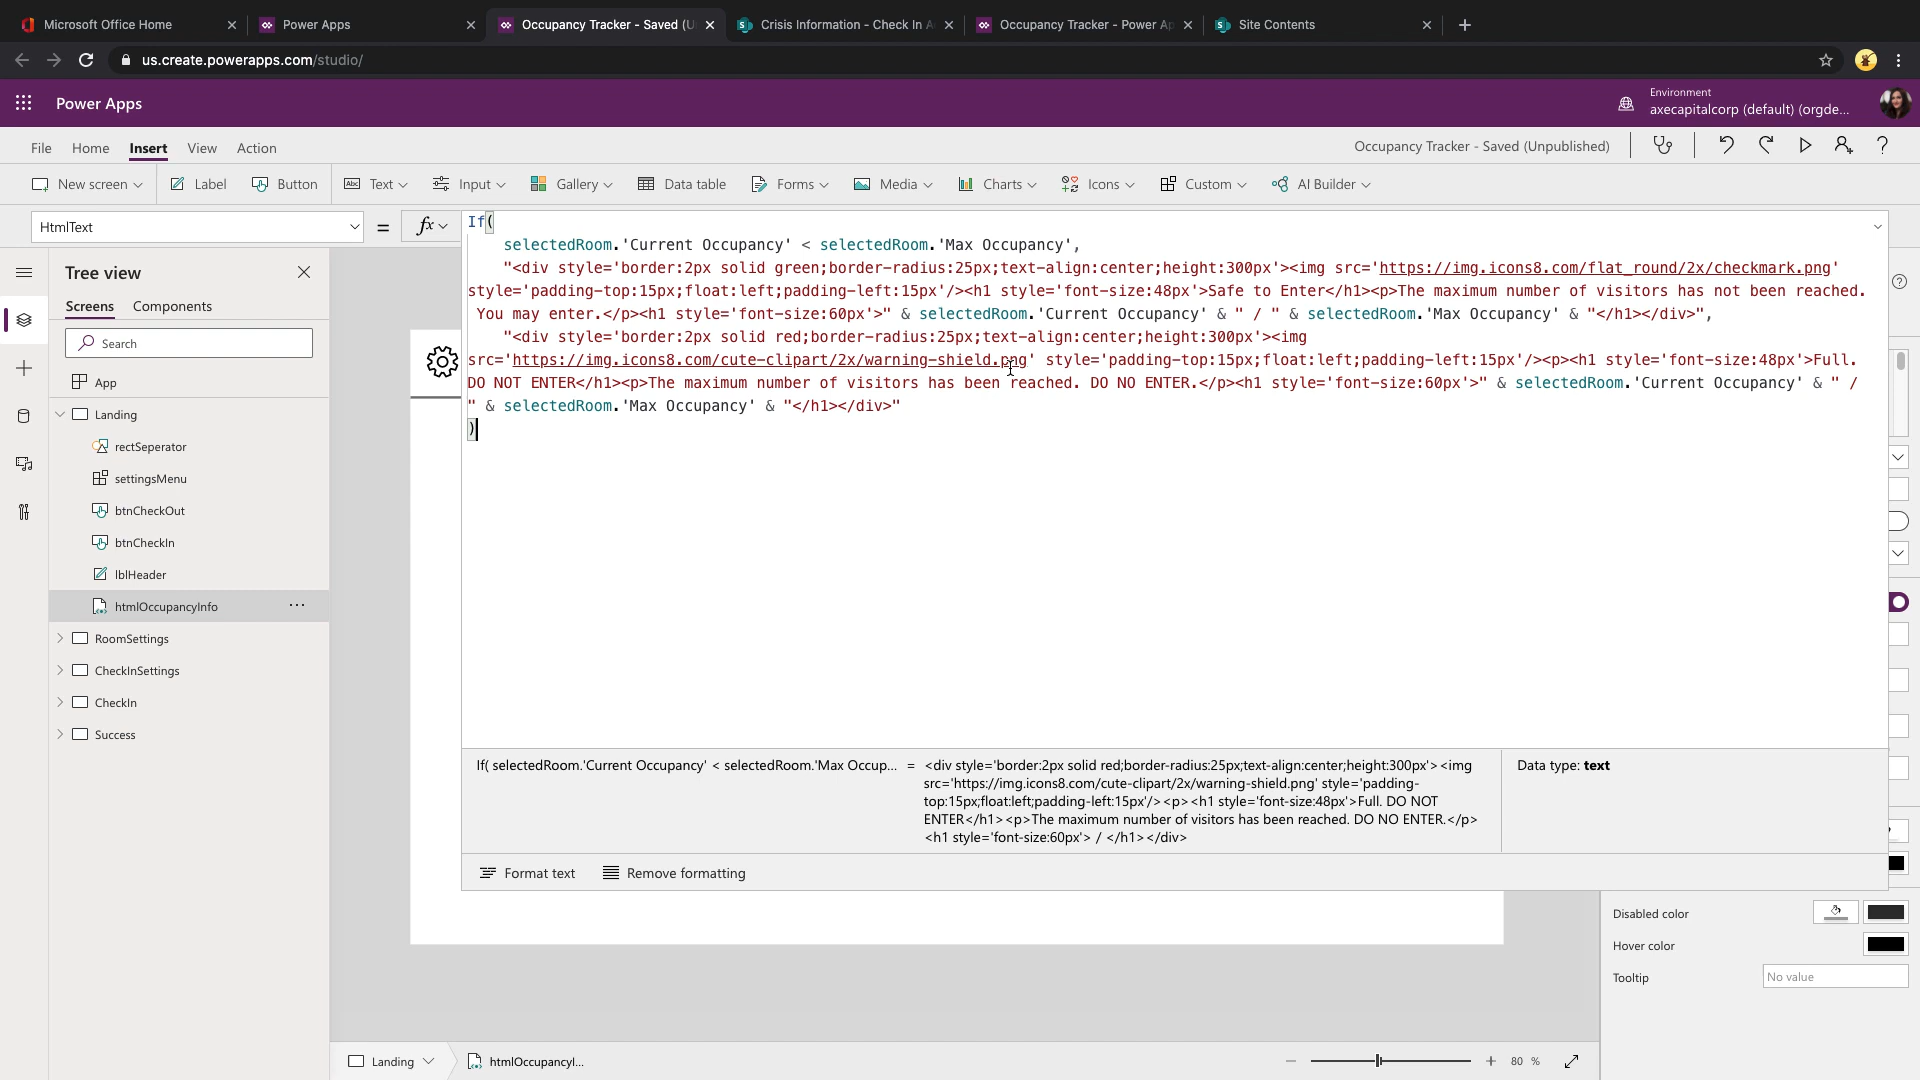 Microsoft Office Home
Power Apps
Occupancy Tracker - Saved (U
Crisis Information - Check In A
Occupancy Tracker - Power Ap
Site Contents
us.create.powerapps.com/studio/
Power Apps
Environment
axecapitalcorp (default) (orgde...
File Home Insert View Action
Occupancy Tracker - Saved (Unpublished)
New screen Label Button Text Input Gallery Data table Forms Media Charts Icons Custom AI Builder
HtmlText = fx
If(
selectedRoom.'Current Occupancy' < selectedRoom.'Max Occupancy',
"<div style='border:2px solid green;border-radius:25px;text-align:center;height:300px'><img src='https://img.icons8.com/flat_round/2x/checkmark.png'
style='padding-top:15px;float:left;padding-left:15px'/><h1 style='font-size:48px'>Safe to Enter</h1><p>The maximum number of visitors has not been reached.
You may enter.</p><h1 style='font-size:60px'>" & selectedRoom.'Current Occupancy' & " / " & selectedRoom.'Max Occupancy' & "</h1></div>",
"<div style='border:2px solid red;border-radius:25px;text-align:center;height:300px'><img
src='https://img.icons8.com/cute-clipart/2x/warning-shield.png' style='padding-top:15px;float:left;padding-left:15px'/><p><h1 style='font-size:48px'>Full.
DO NOT ENTER</h1><p>The maximum number of visitors has been reached. DO NO ENTER.</p><h1 style='font-size:60px'>" & selectedRoom.'Current Occupancy' & " /
" & selectedRoom.'Max Occupancy' & "</h1></div>"
)
Tree view
Screens Components
Search
App
Landing
rectSeperator
settingsMenu
btnCheckOut
btnCheckIn
lblHeader
htmlOccupancyInfo ...
RoomSettings
CheckInSettings
CheckIn
Success
If( selectedRoom.'Current Occupancy' < selectedRoom.'Max Occup... =
<div style='border:2px solid red;border-radius:25px;text-align:center;height:300px'><img
src='https://img.icons8.com/cute-clipart/2x/warning-shield.png' style='padding-
top:15px;float:left;padding-left:15px'/><p><h1 style='font-size:48px'>Full. DO NOT
ENTER</h1><p>The maximum number of visitors has been reached. DO NO ENTER.</p>
<h1 style='font-size:60px'> / </h1></div>
Data type: text
Format text Remove formatting
Disabled color
Hover color
Tooltip No value
Landing htmlOccupancyI... 80 %